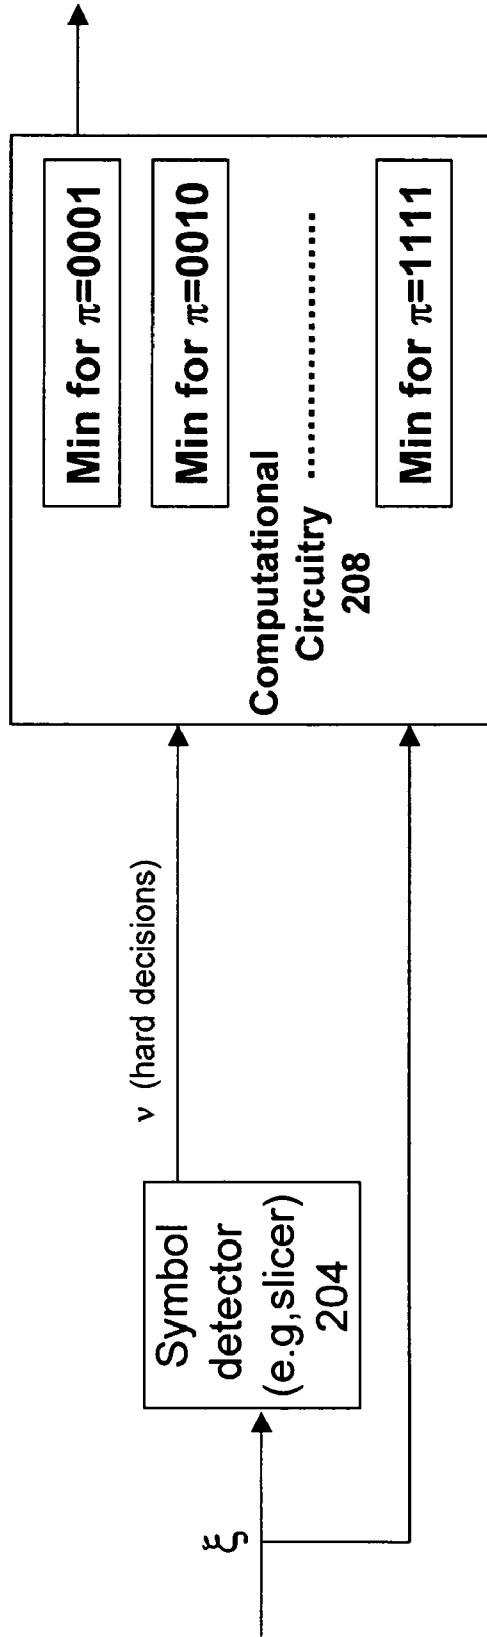 ξ
Symbol
detector
(e.g,slicer)
204
ν (hard decisions)
Min for π=0001
Min for π=0010
Computational
Circuitry ......................
208
Min for π=1111